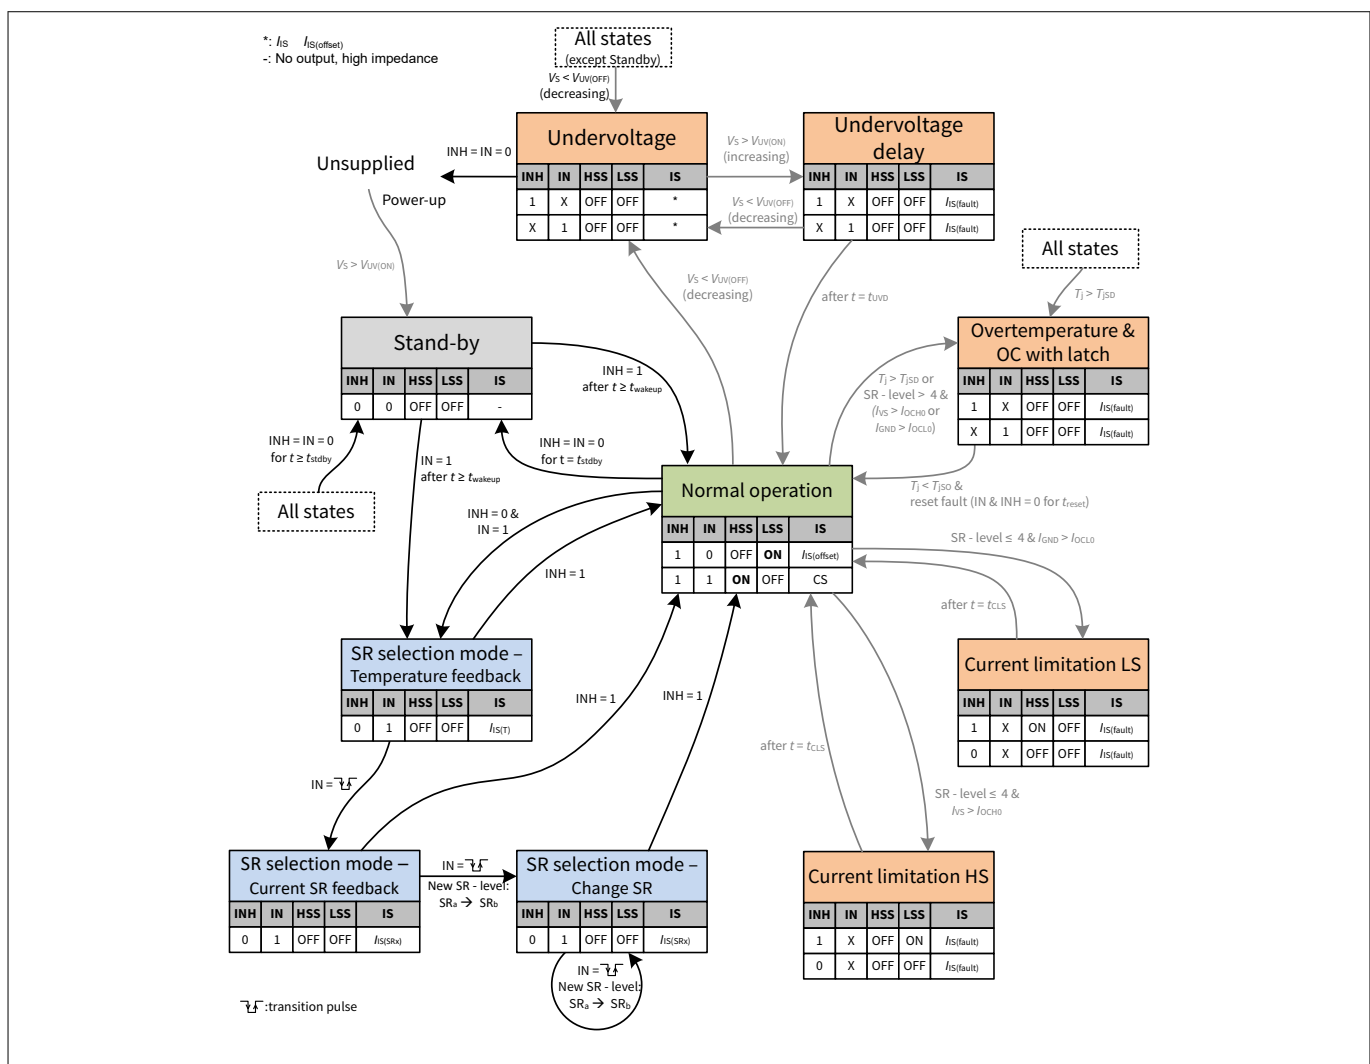 *: IIS IIS(offset)
-: No output, high impedance
All states
(except Standby)
VS < VUV(OFF)
(decreasing)
Undervoltage
INH IN HSS LSS IS
1 X OFF OFF *
X 1 OFF OFF *
INH = IN = 0
Unsupplied
Power-up
VS > VUV(ON)
VS > VUV(ON)
(increasing)
VS < VUV(OFF)
(decreasing)
Undervoltage
delay
INH IN HSS LSS IS
1 X OFF OFF IIS(fault)
X 1 OFF OFF IIS(fault)
All states
Tj > TjSD
VS < VUV(OFF)
(decreasing)
after t = tUVD
Stand-by
INH IN HSS LSS IS
0 0 OFF OFF -
INH = 1
after t ≥ twakeup
Overtemperature &
OC with latch
INH IN HSS LSS IS
1 X OFF OFF IIS(fault)
X 1 OFF OFF IIS(fault)
Tj > TjSD or
SR - level > 4 &
(IVS > IOCH0 or
IGND > IOCL0)
INH = IN = 0
for t ≥ tstdby
All states
IN = 1
after t ≥ twakeup
INH = IN = 0
for t = tstdby
Normal operation
INH IN HSS LSS IS
1 0 OFF ON IIS(offset)
1 1 ON OFF CS
Tj < TjSO &
reset fault (IN & INH = 0 for treset)
INH = 0 &
IN = 1
INH = 1
SR - level ≤ 4 & IGND > IOCL0
after t = tCLS
SR selection mode –
Temperature feedback
INH IN HSS LSS IS
0 1 OFF OFF IIS(T)
Current limitation LS
INH IN HSS LSS IS
1 X ON OFF IIS(fault)
0 X OFF OFF IIS(fault)
INH = 1
INH = 1
after t = tCLS
SR - level ≤ 4 &
IVS > IOCH0
IN =
SR selection mode –
Current SR feedback
INH IN HSS LSS IS
0 1 OFF OFF IIS(SRx)
IN =
New SR - level:
SRa → SRb
SR selection mode –
Change SR
INH IN HSS LSS IS
0 1 OFF OFF IIS(SRx)
IN =
New SR - level:
SRa → SRb
Current limitation HS
INH IN HSS LSS IS
1 X OFF ON IIS(fault)
0 X OFF OFF IIS(fault)
:transition pulse